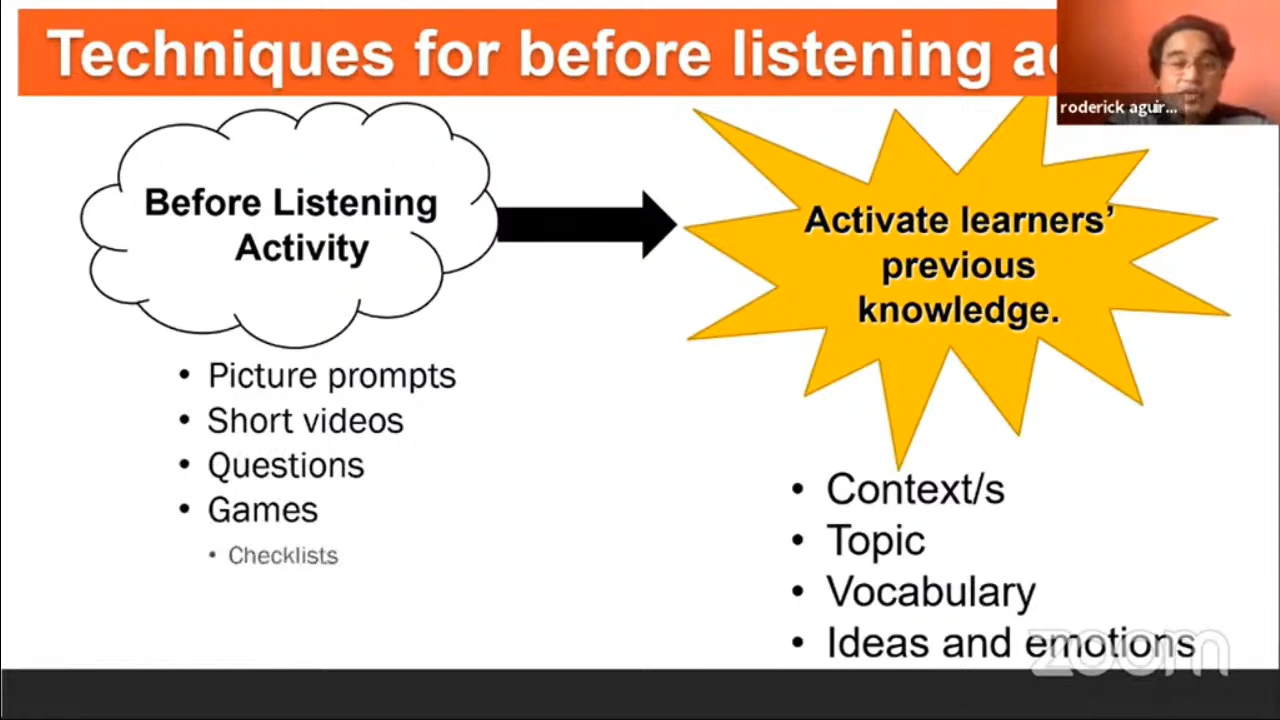 Techniques for before listening
roderick aguir...
Before Listening
Activity
Activate learners’
previous
knowledge.
• Picture prompts
• Short videos
• Questions
• Games
• Checklists
• Context/s
• Topic
• Vocabulary
• Ideas and emotions
zoom